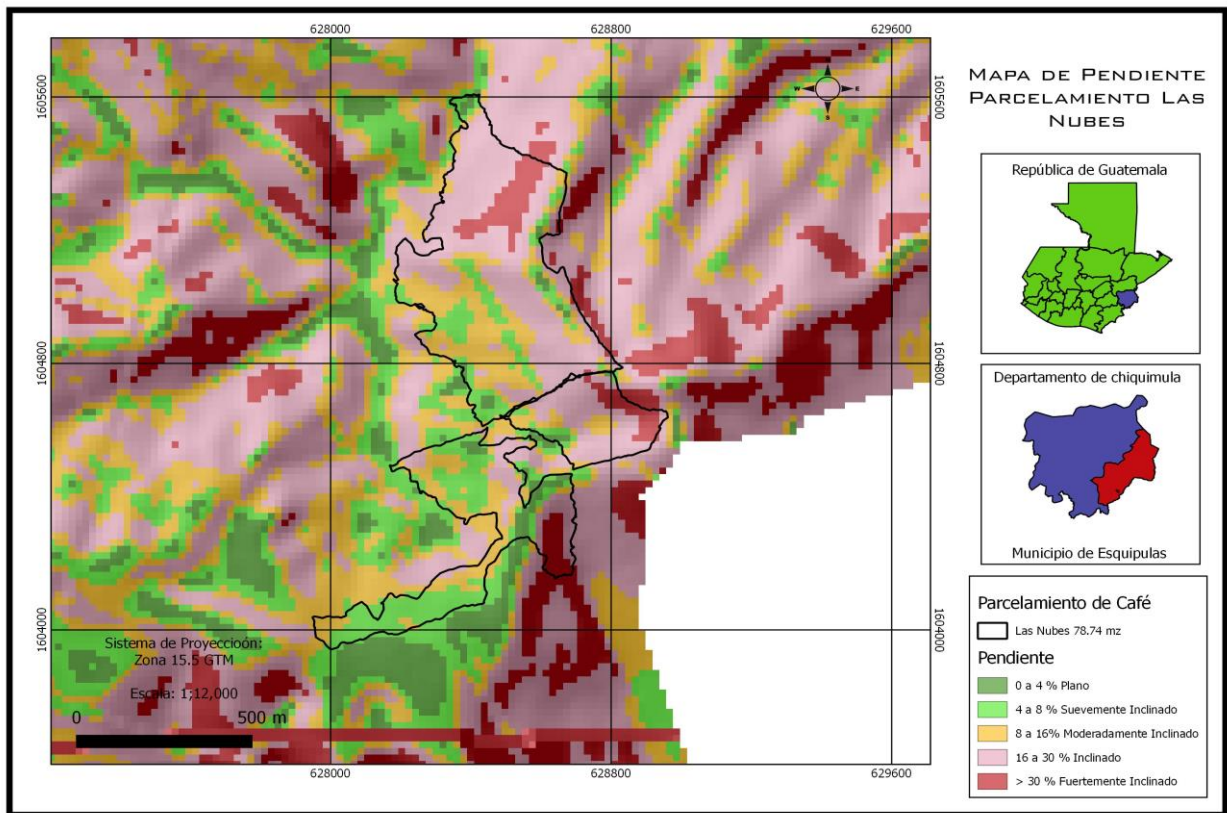 MAPA DE PENDIENTE
PARCELAMIENTO LAS
NUBES
628000
628800
629600
1605600
1605600
W
E
S
República de Guatemala
1604800
1604800
Departamento de chiquimula
Municipio de Esquipulas
1604000
1604000
Sistema de Proyeccioón:
Zona 15.5 GTM
Escala: 1;12,000
0
500 m
Parcelamiento de Café
Las Nubes 78.74 mz
Pendiente
0 a 4 % Plano
4 a 8 % Suevemente Inclinado
8 a 16% Moderadamente Inclinado
16 a 30 % Inclinado
> 30 % Fuertemente Inclinado
628000
628800
629600